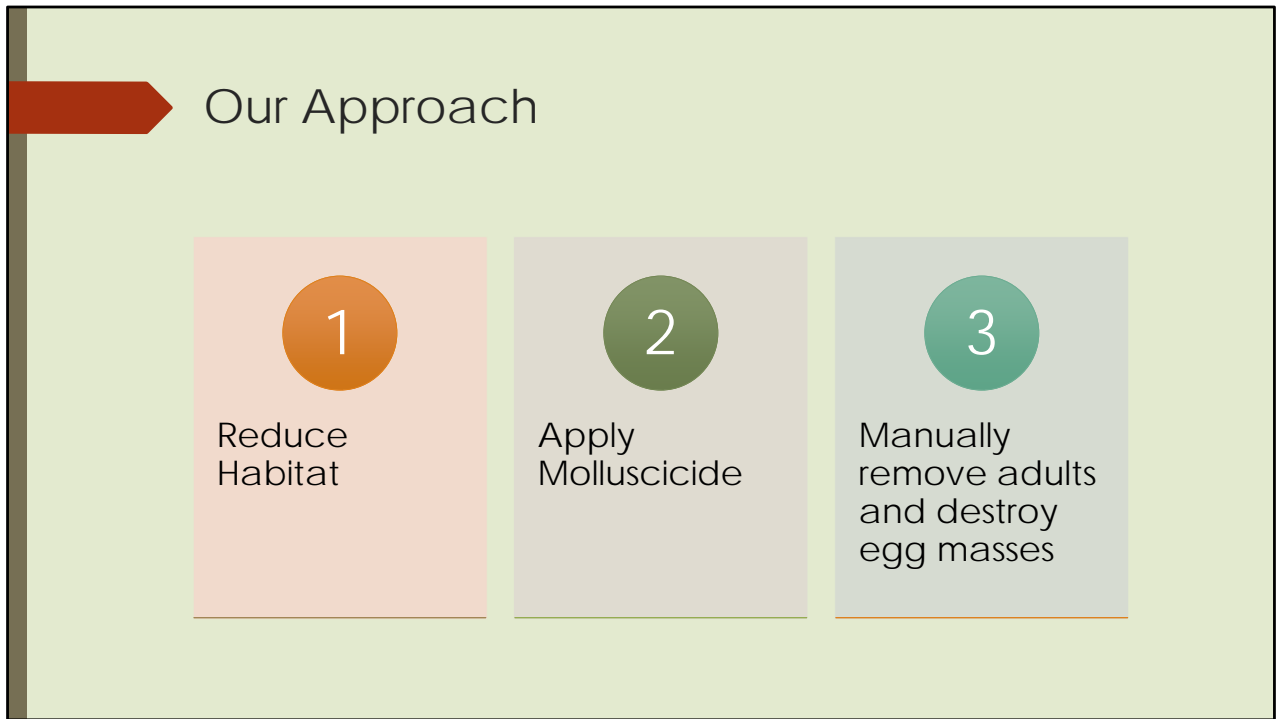 Our Approach
1
Reduce
Habitat
2
Apply
Molluscicide
3
Manually
remove adults
and destroy
egg masses